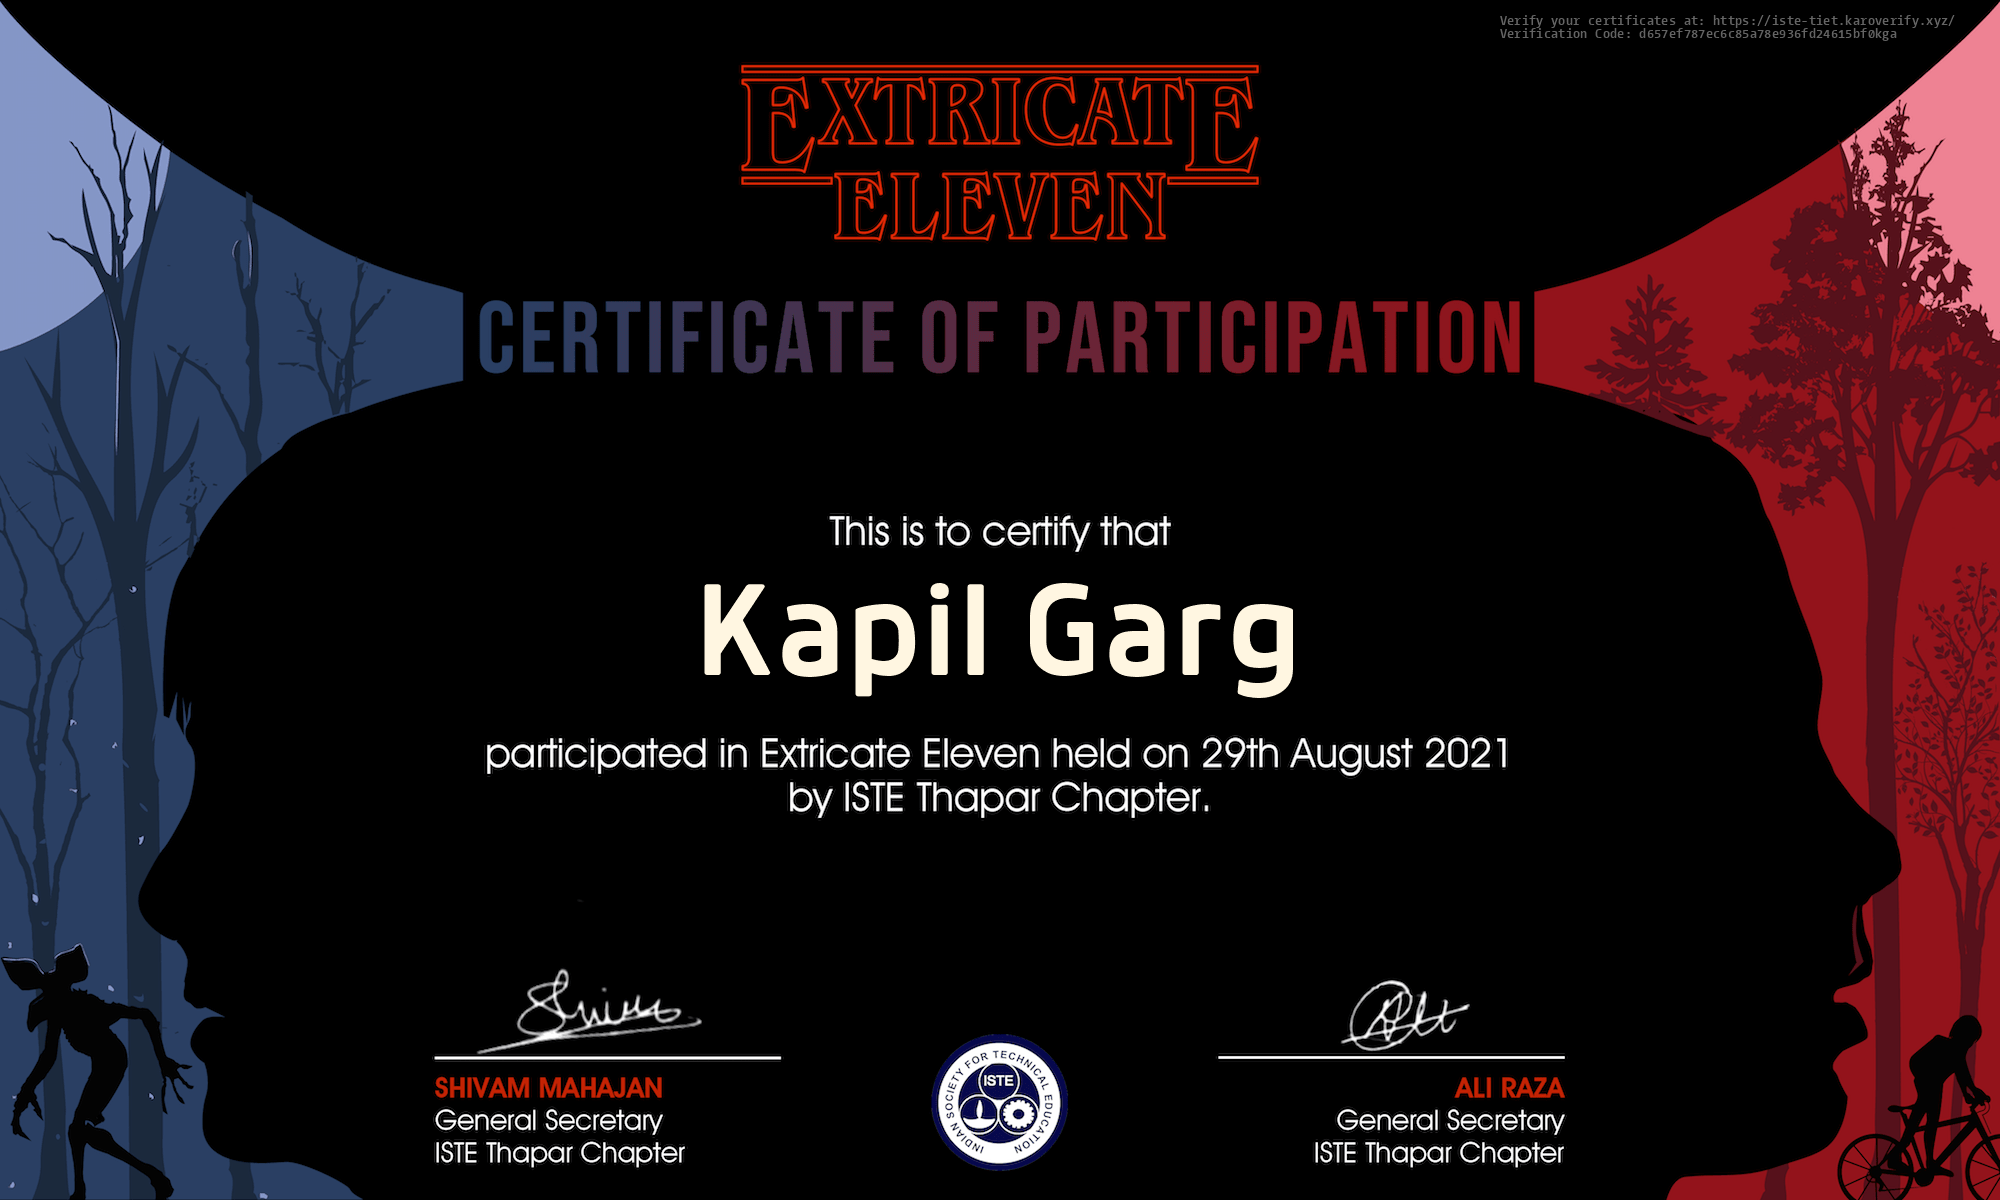 Verify your certificates at: https://iste-tiet.karoverify.xyz/
Verification Code: d657ef787ec6c85a78e936fd24615bf0kga
EXTRICATE
ELEVEN
CERTIFICATE OF PARTICIPATION
This is to certify that
Kapil Garg
participated in Extricate Eleven held on 29th August 2021
by ISTE Thapar Chapter.
SHIVAM MAHAJAN
General Secretary
ISTE Thapar Chapter
INDIAN SOCIETY FOR TECHNICAL EDUCATION
ISTE
ALI RAZA
General Secretary
ISTE Thapar Chapter